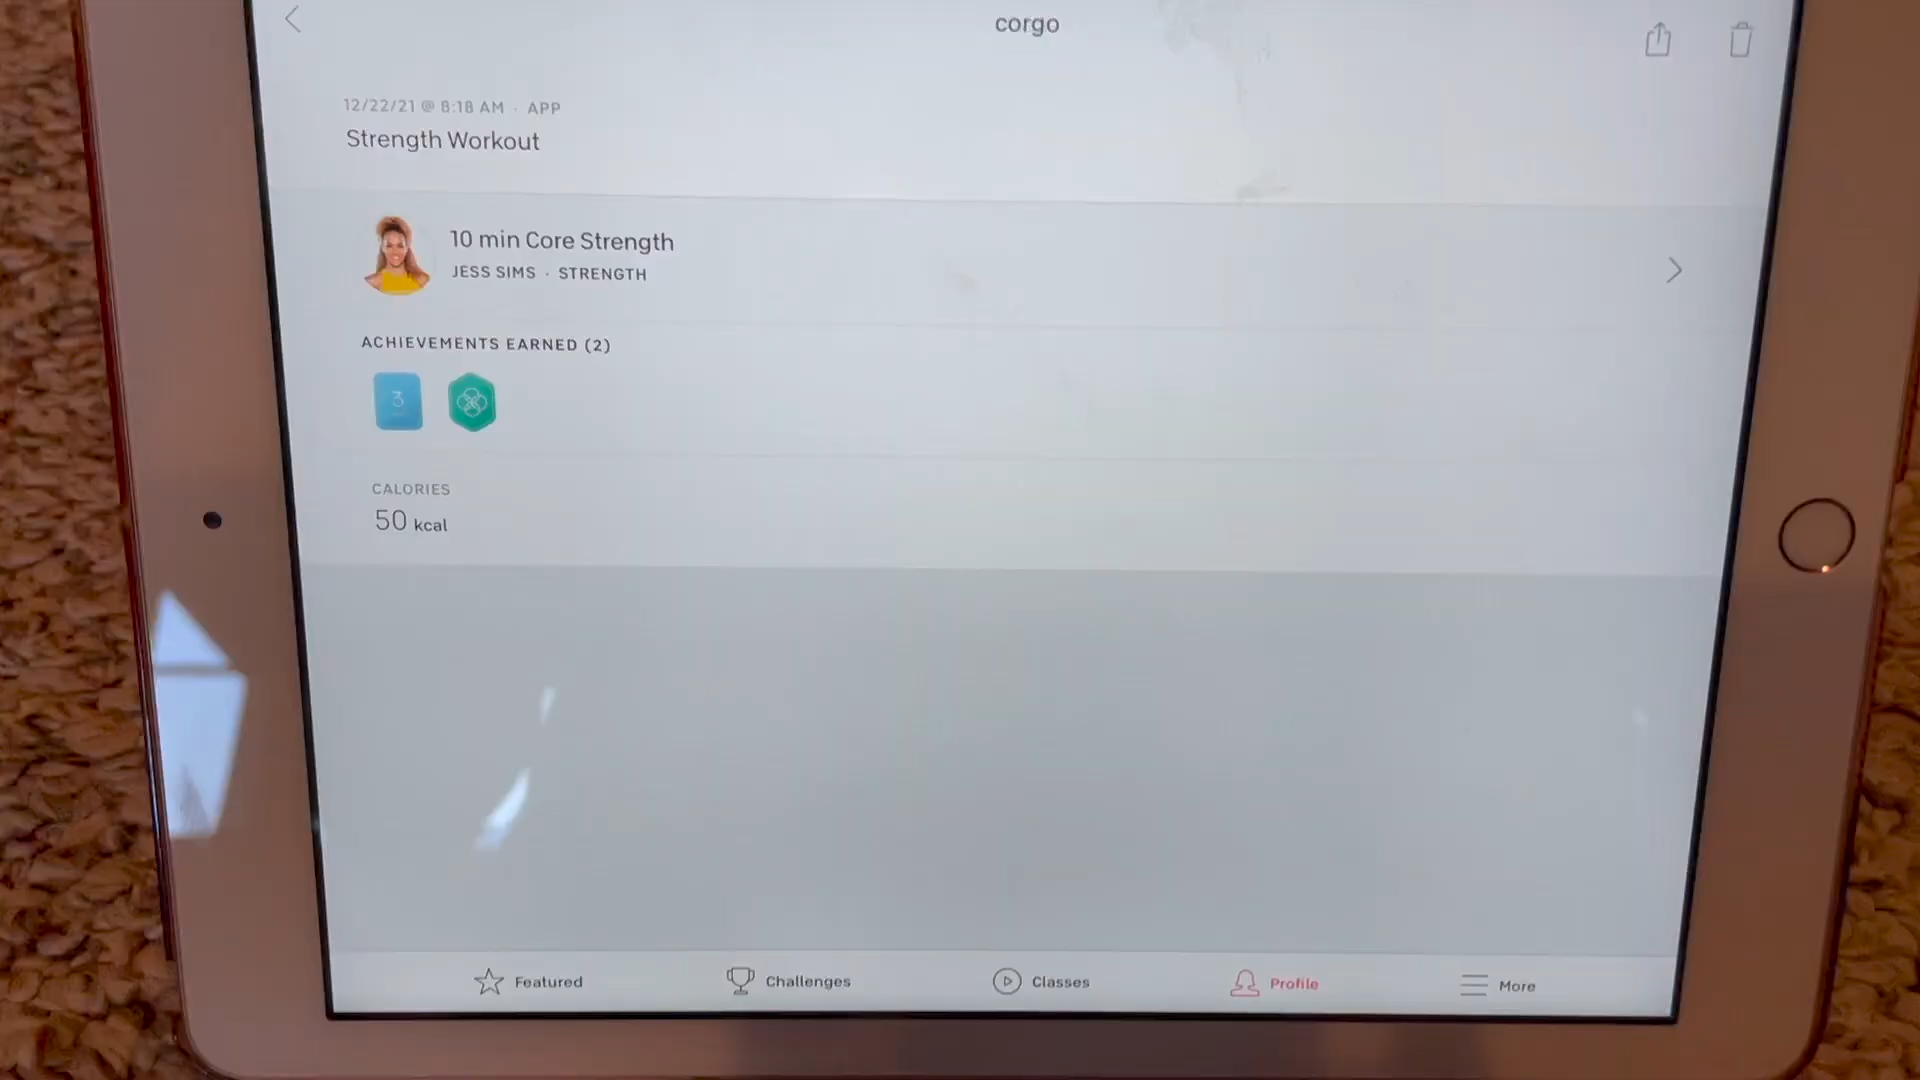 corgo
12/22/21 @ 8:18 AM · APP
Strength Workout
10 min Core Strength
JESS SIMS · STRENGTH
ACHIEVEMENTS EARNED (2)
3
CALORIES
50 kcal
Featured
Challenges
Classes
Profile
More